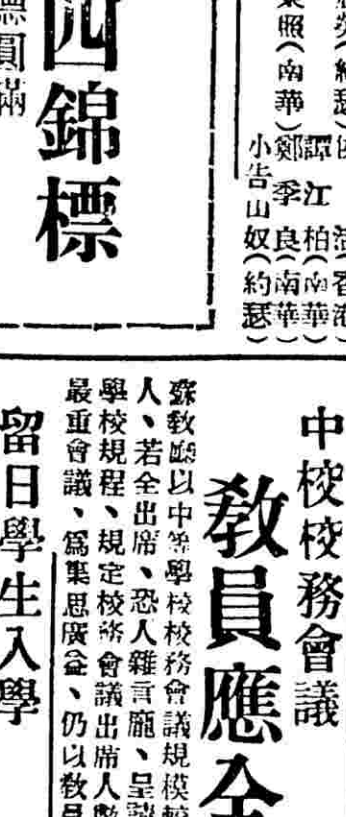 照(南華)
譚江柏(南華)
鄭季良(南華)
小告山奴(約瑟)
錦標
圓滿
中校校務會議
教員應全
蘇教廳以中等學校校務會議規模
人、若全出席、恐人雜言龐、呈請
學校規程、規定校務會議出席人數
最重會議、爲集思廣益、仍以教員
留日學生入學